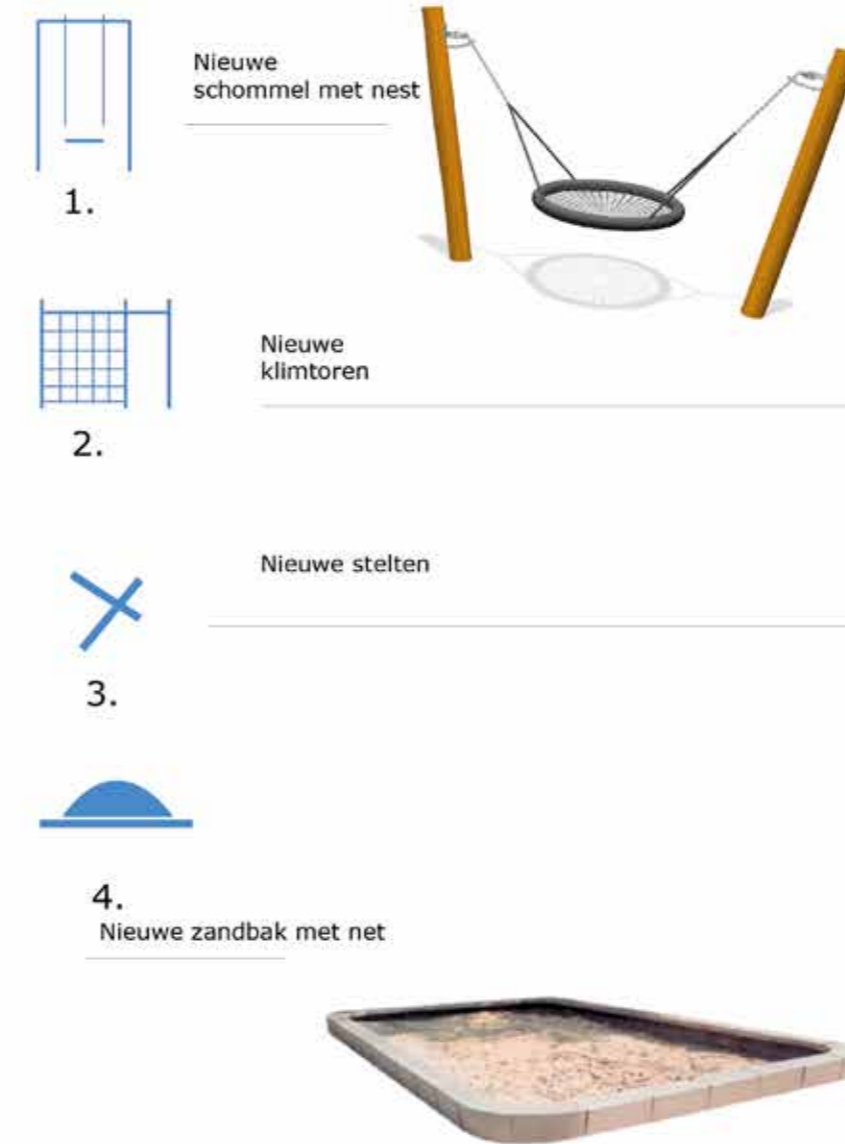 Nieuwe
schommel met nest
1.
Nieuwe
klimtoren
2.
Nieuwe stelten
3.
4.
Nieuwe zandbak met net